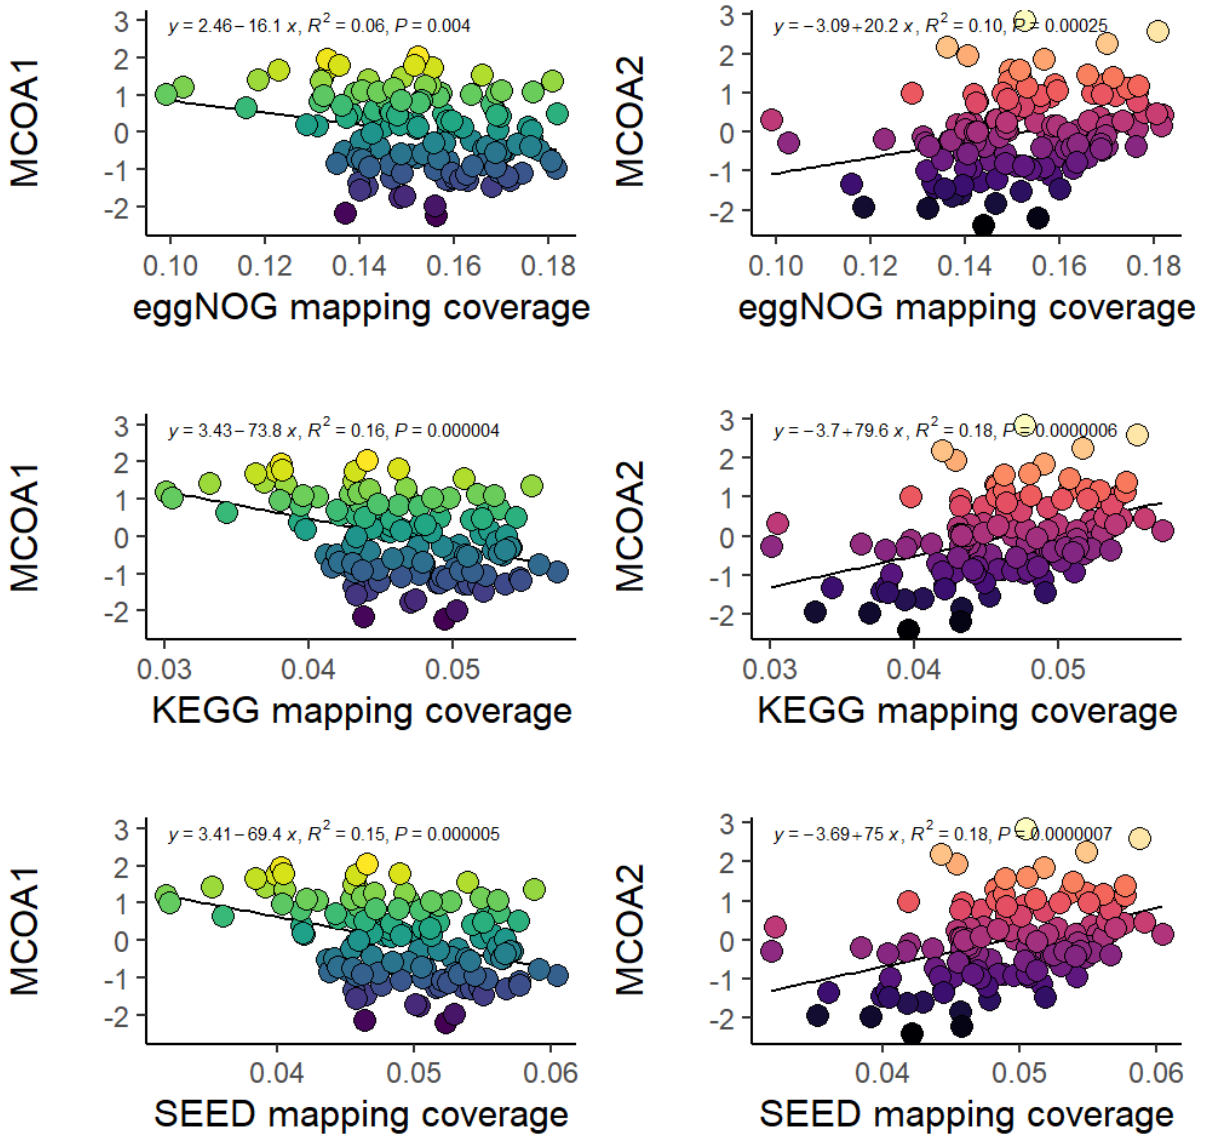 y = 2.46 − 16.1 x, R² = 0.06, P = 0.004
MCOA1
3
2
1
0
-1
-2
0.10 0.12 0.14 0.16 0.18
eggNOG mapping coverage
y = −3.09 + 20.2 x, R² = 0.10, P = 0.00025
MCOA2
3
2
1
0
-1
-2
0.10 0.12 0.14 0.16 0.18
eggNOG mapping coverage
y = 3.43 − 73.8 x, R² = 0.16, P = 0.000004
MCOA1
3
2
1
0
-1
-2
0.03 0.04 0.05
KEGG mapping coverage
y = −3.7 + 79.6 x, R² = 0.18, P = 0.0000006
MCOA2
3
2
1
0
-1
-2
0.03 0.04 0.05
KEGG mapping coverage
y = 3.41 − 69.4 x, R² = 0.15, P = 0.000005
MCOA1
3
2
1
0
-1
-2
0.04 0.05 0.06
SEED mapping coverage
y = −3.69 + 75 x, R² = 0.18, P = 0.0000007
MCOA2
3
2
1
0
-1
-2
0.04 0.05 0.06
SEED mapping coverage